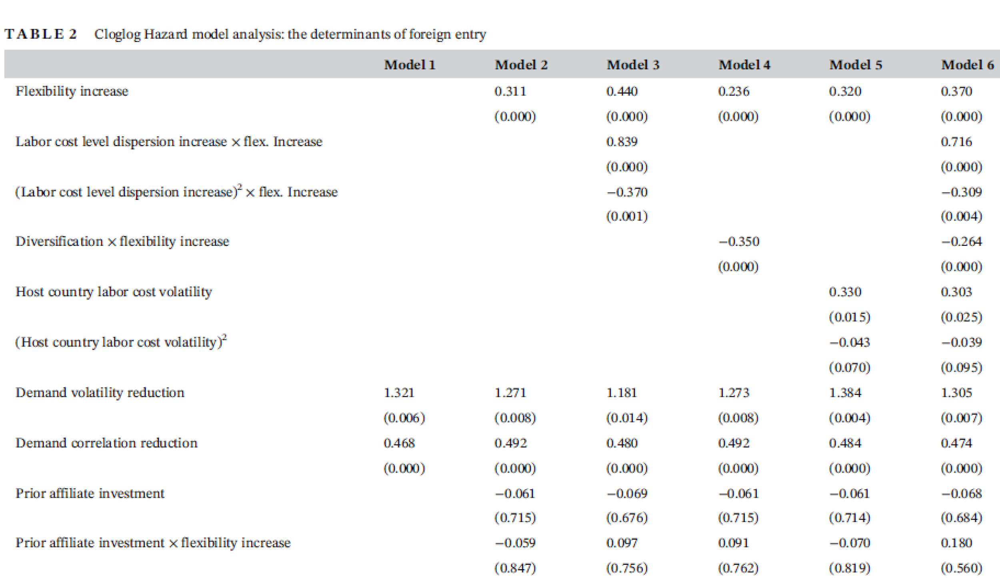 TABLE 2 Cloglog Hazard model analysis: the determinants of foreign entry
Model 1 Model 2 Model 3 Model 4 Model 5 Model 6
Flexibility increase 0.311 0.440 0.236 0.320 0.370
(0.000) (0.000) (0.000) (0.000) (0.000)
Labor cost level dispersion increase × flex. Increase 0.839 0.716
(0.000) (0.000)
(Labor cost level dispersion increase)² × flex. Increase −0.370 −0.309
(0.001) (0.004)
Diversification × flexibility increase −0.350 −0.264
(0.000) (0.000)
Host country labor cost volatility 0.330 0.303
(0.015) (0.025)
(Host country labor cost volatility)² −0.043 −0.039
(0.070) (0.095)
Demand volatility reduction 1.321 1.271 1.181 1.273 1.384 1.305
(0.006) (0.008) (0.014) (0.008) (0.004) (0.007)
Demand correlation reduction 0.468 0.492 0.480 0.492 0.484 0.474
(0.000) (0.000) (0.000) (0.000) (0.000) (0.000)
Prior affiliate investment −0.061 −0.069 −0.061 −0.061 −0.068
(0.715) (0.676) (0.715) (0.714) (0.684)
Prior affiliate investment × flexibility increase −0.059 0.097 0.091 −0.070 0.180
(0.847) (0.756) (0.762) (0.819) (0.560)